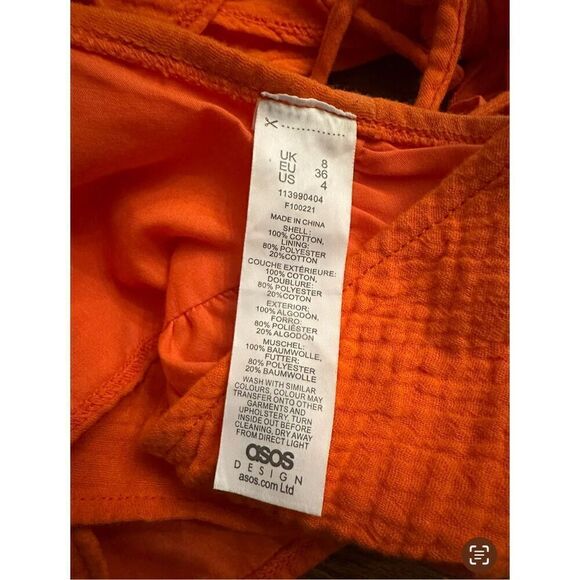 UK 8
EU 36
US 4
113990404
F100221
MADE IN CHINA
SHELL:
100% COTTON,
LINING:
80% POLYESTER
20%COTTON
COUCHE EXTÉRIEURE:
100% COTON,
DOUBLURE:
80% POLYESTER
20%COTON
EXTERIOR:
100% ALGODÓN,
FORRO:
80% POLIÉSTER
20% ALGODÓN
MUSCHEL:
100% BAUMWOLLE,
FUTTER:
80% POLYESTER
20% BAUMWOLLE
WASH WITH SIMILAR
COLOURS, COLOUR MAY
TRANSFER ONTO OTHER
GARMENTS AND
UPHOLSTERY. TURN
INSIDE OUT BEFORE
CLEANING, DRY AWAY
FROM DIRECT LIGHT
asos
DESIGN
asos.com Ltd